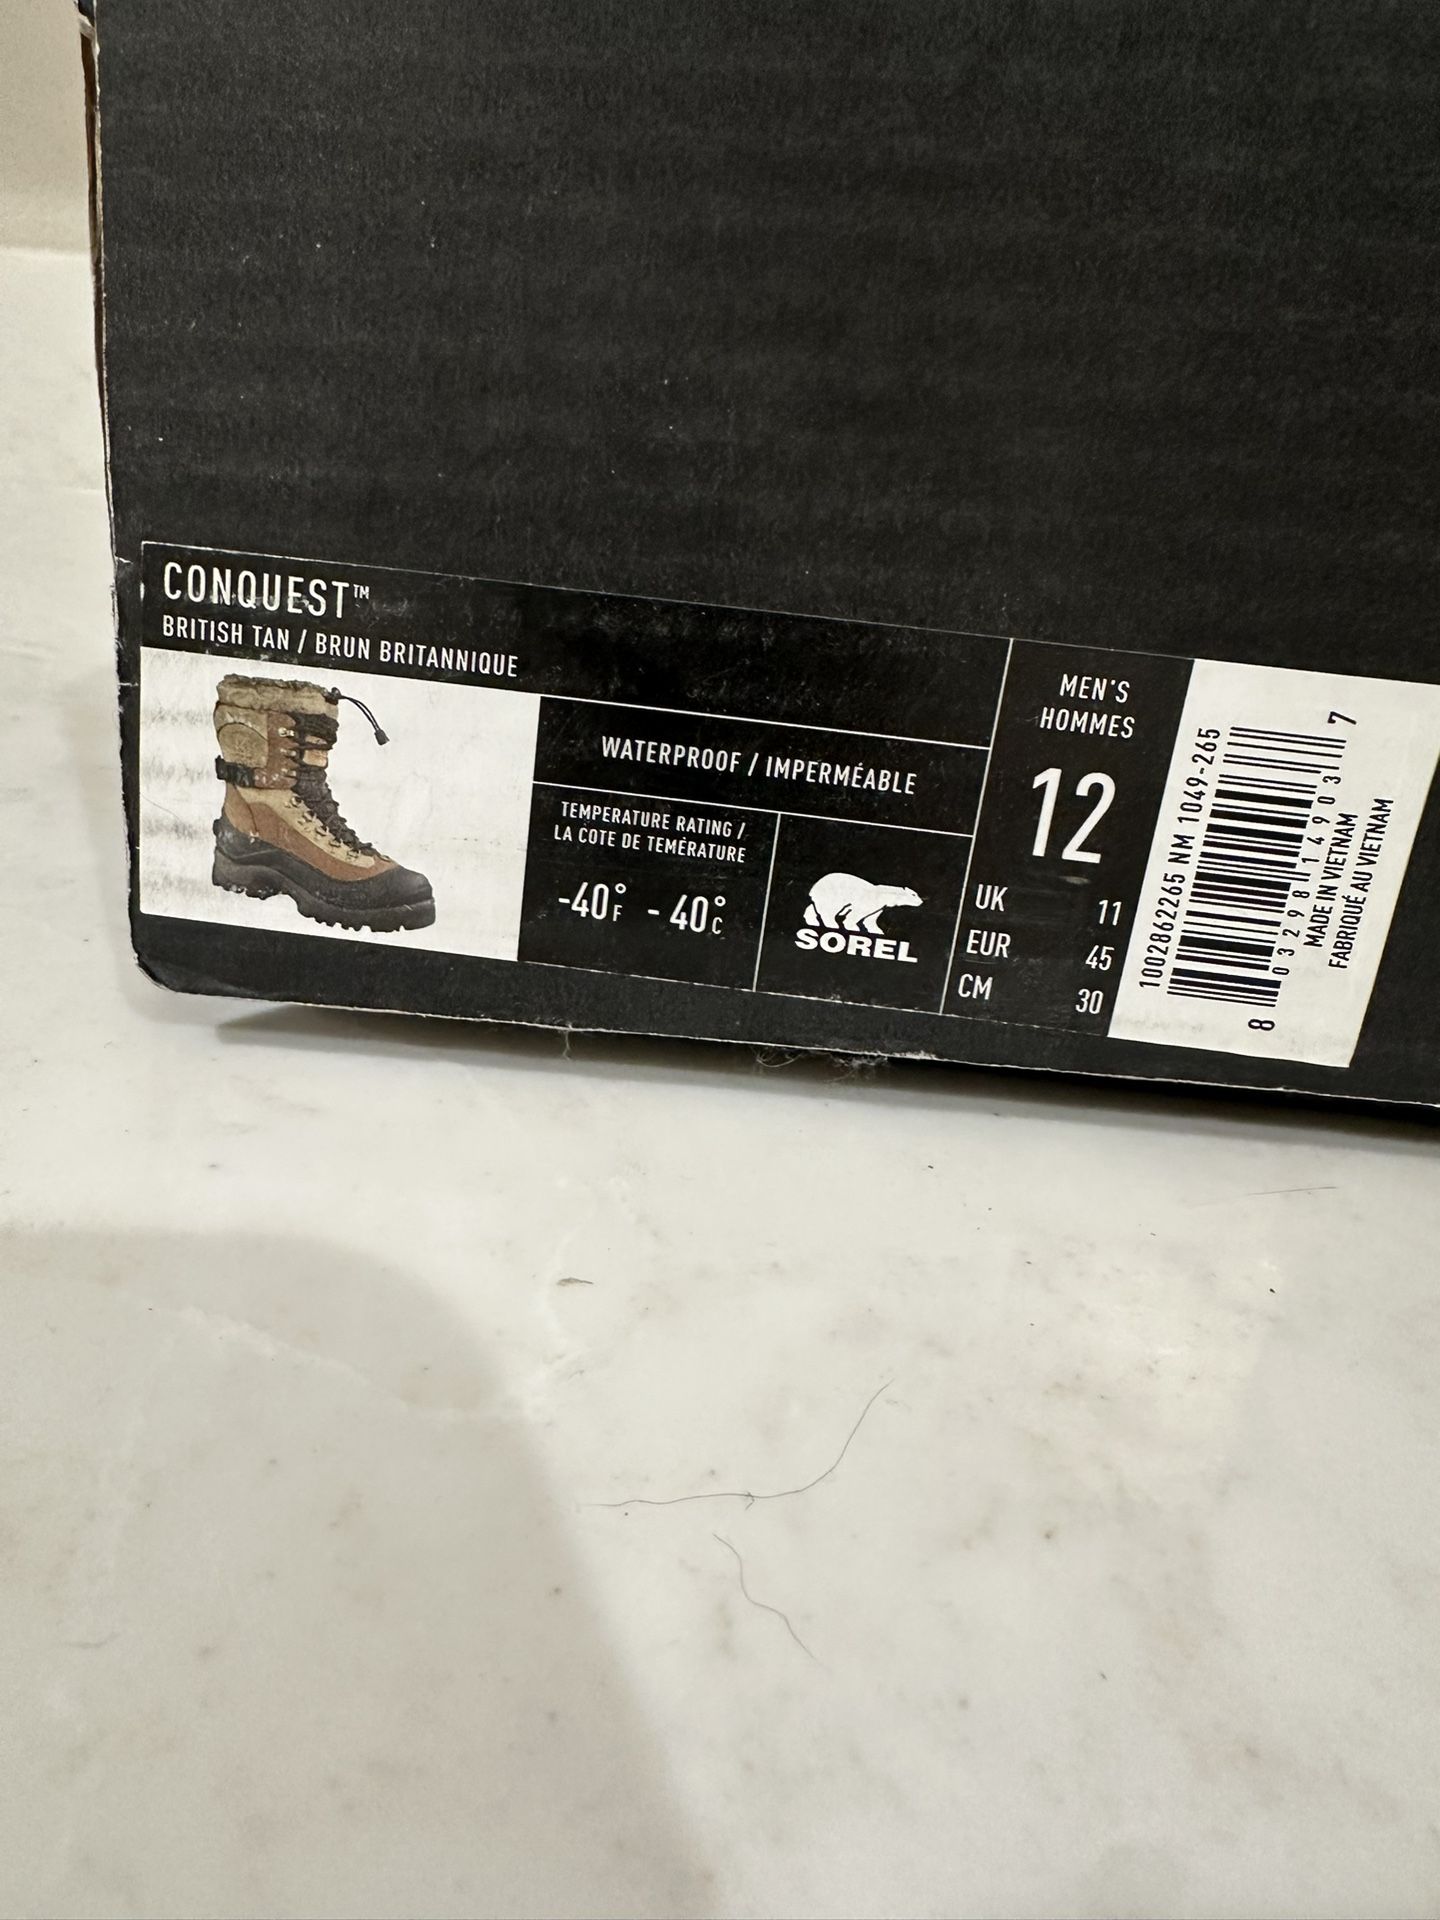 CONQUEST™
BRITISH TAN / BRUN BRITANNIQUE
WATERPROOF / IMPERMÉABLE
TEMPERATURE RATING /
LA COTE DE TEMÉRATURE
-40°F - 40°C
SOREL
MEN'S
HOMMES
12
UK 11
EUR 45
CM 30
1002862265 NM 1049-265
8 03298 14903 7
MADE IN VIETNAM
FABRIQUÉ AU VIETNAM